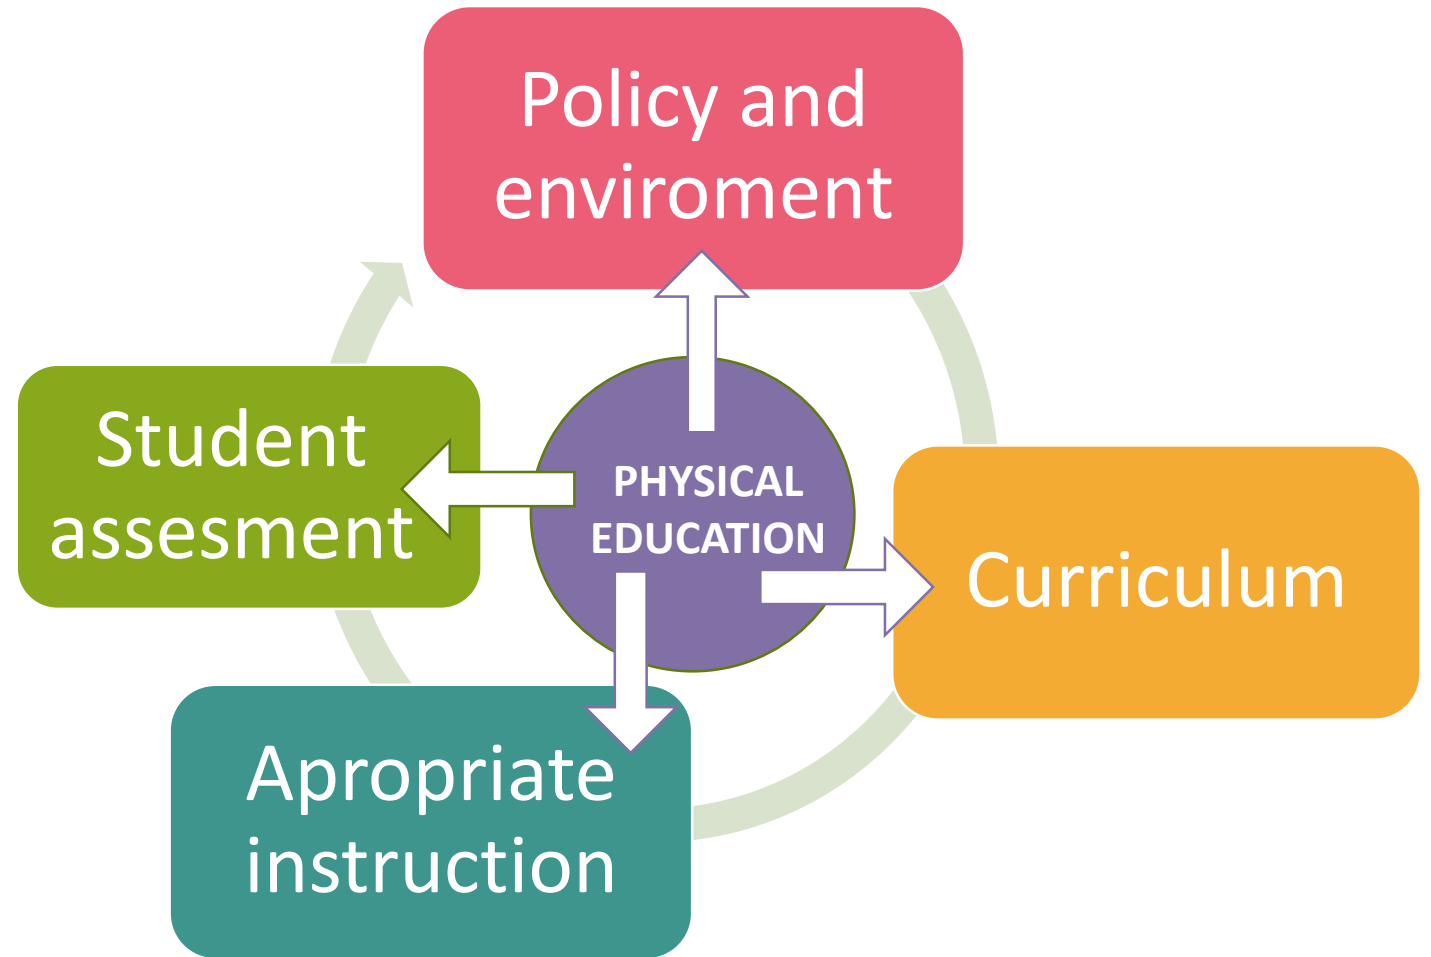 Policy and
enviroment
Student
assesment
PHYSICAL
EDUCATION
Curriculum
Apropriate
instruction